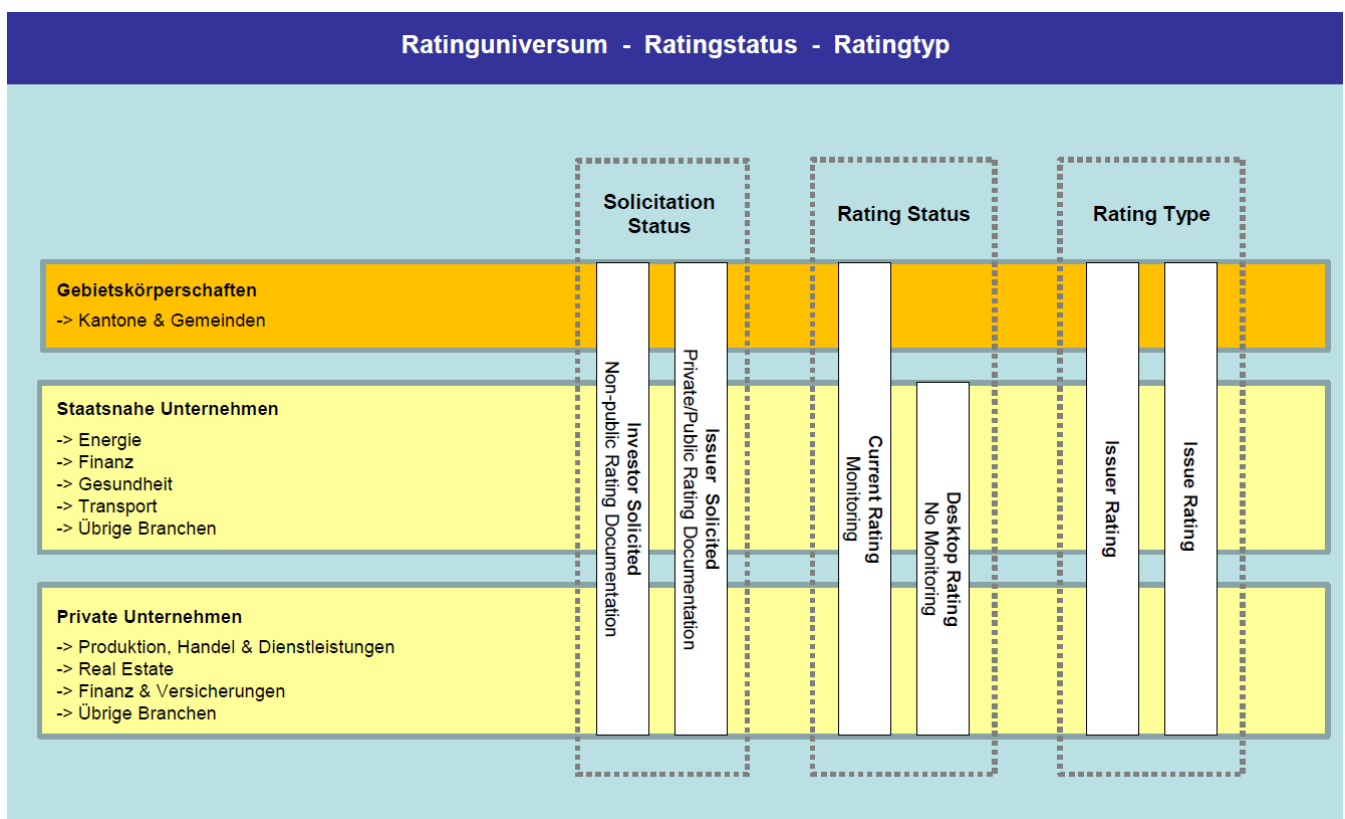 Ratinguniversum - Ratingstatus - Ratingtyp
Solicitation
Status
Rating Status
Rating Type
Gebietskörperschaften
-> Kantone & Gemeinden
Staatsnahe Unternehmen
-> Energie
-> Finanz
-> Gesundheit
-> Transport
-> Übrige Branchen
Private Unternehmen
-> Produktion, Handel & Dienstleistungen
-> Real Estate
-> Finanz & Versicherungen
-> Übrige Branchen
Investor Solicited
Non-public Rating Documentation
Issuer Solicited
Private/Public Rating Documentation
Current Rating
Monitoring
Desktop Rating
No Monitoring
Issuer Rating
Issue Rating